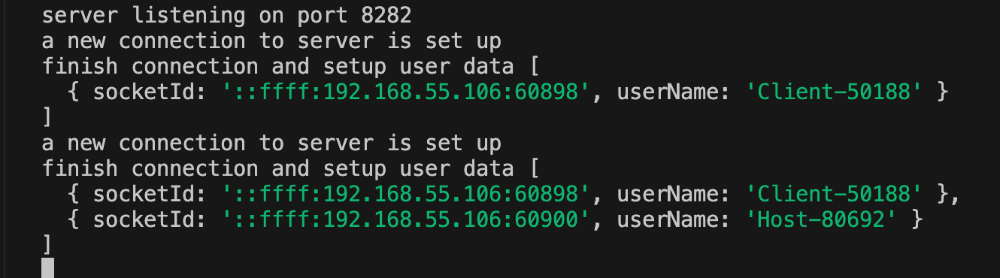 server listening on port 8282
a new connection to server is set up
finish connection and setup user data [
  { socketId: '::ffff:192.168.55.106:60898', userName: 'Client-50188' }
]
a new connection to server is set up
finish connection and setup user data [
  { socketId: '::ffff:192.168.55.106:60898', userName: 'Client-50188' },
  { socketId: '::ffff:192.168.55.106:60900', userName: 'Host-80692' }
]